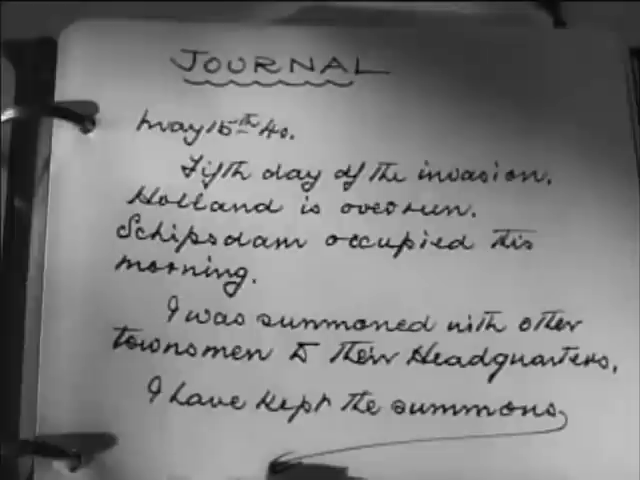 JOURNAL
May 15th 40.
Fifth day of the invasion.
Holland is overrun.
Schipsdam occupied this
morning.
I was summoned with other
townsmen to their Headquarters.
I have kept the summons